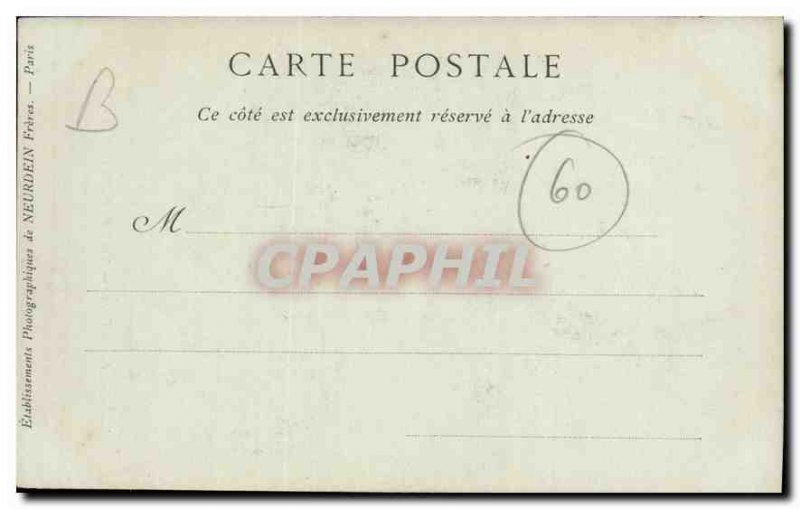 CARTE POSTALE
B
Ce côté est exclusivement réservé à l'adresse
60
M
CPAPHIL
Établissements Photographiques de NEURDEIN Frères. — Paris